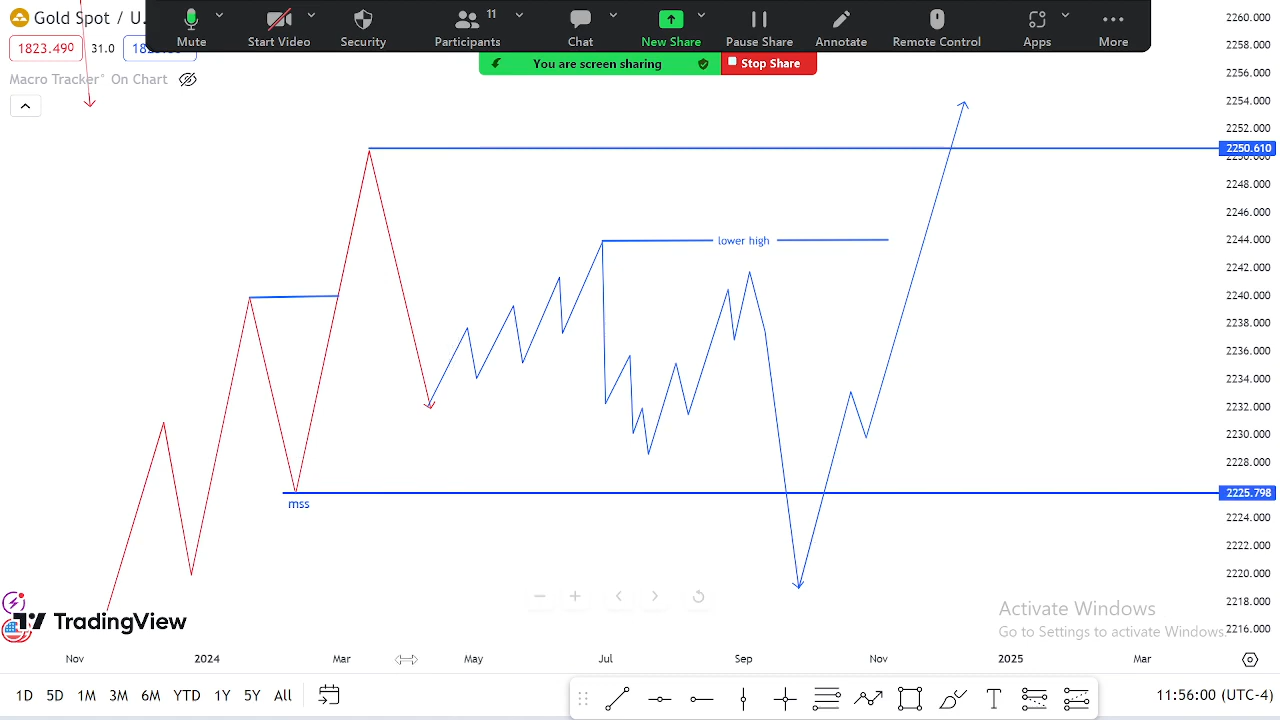 Gold Spot / U.
Mute
Start Video
Security
Participants
11
Chat
New Share
Pause Share
Annotate
Remote Control
Apps
More
You are screen sharing
Stop Share
1823.490
31.0
Macro Tracker° On Chart
2260.000
2258.000
2256.000
2254.000
2252.000
2250.610
2250.000
2248.000
2246.000
2244.000
2242.000
2240.000
2238.000
2236.000
2234.000
2232.000
2230.000
2228.000
2225.798
2224.000
2222.000
2220.000
2218.000
2216.000
lower high
mss
TradingView
Activate Windows
Go to Settings to activate Windows.
Nov
2024
Mar
May
Jul
Sep
Nov
2025
Mar
1D 5D 1M 3M 6M YTD 1Y 5Y All
11:56:00 (UTC-4)